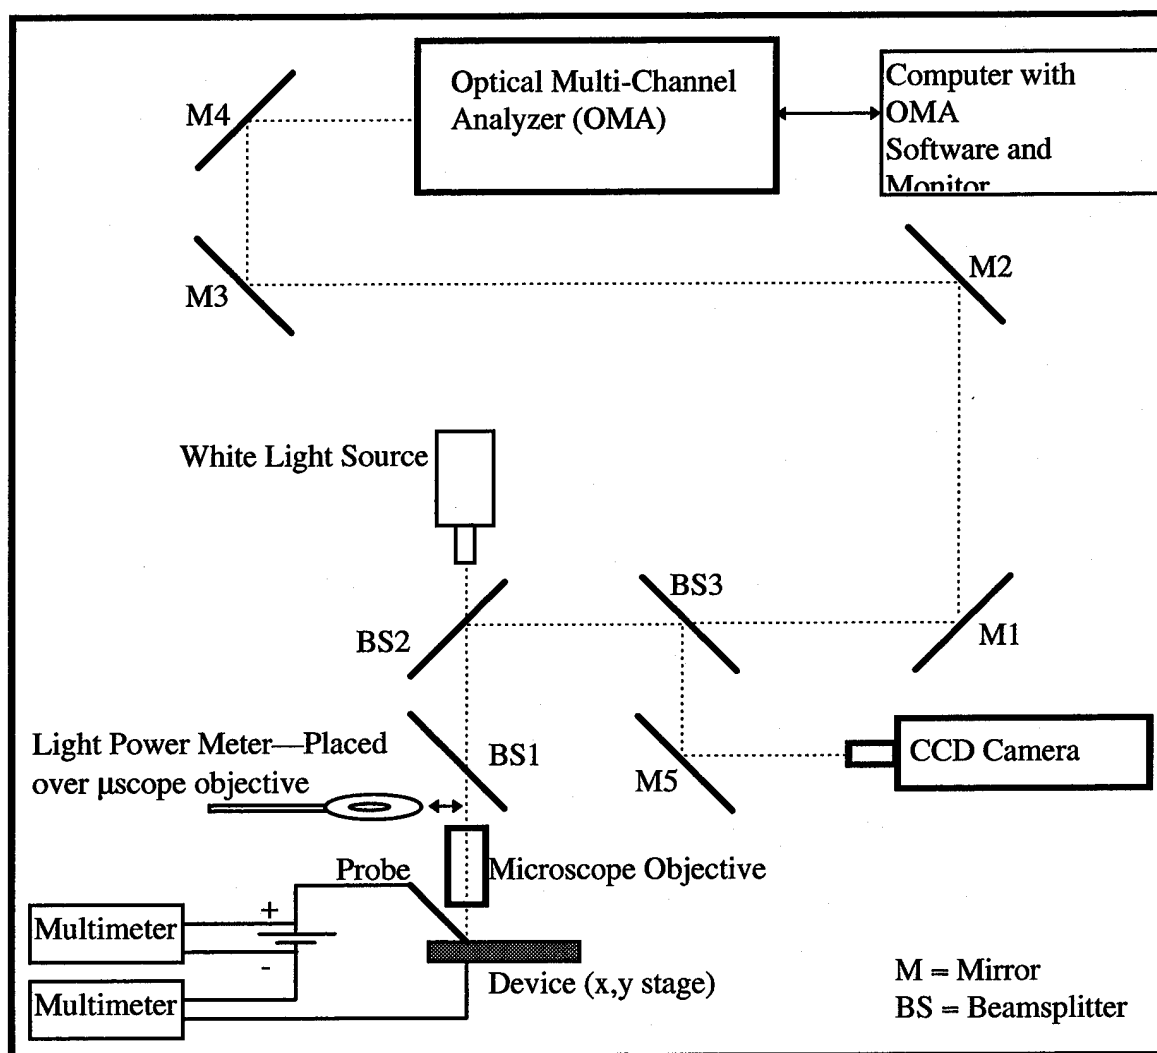 Optical Multi-Channel
Analyzer (OMA)
Computer with
OMA
Software and
Monitor
M4
M3
M2
White Light Source
BS3
BS2
M1
Light Power Meter—Placed
over μscope objective
BS1
M5
CCD Camera
Probe
Microscope Objective
+
Multimeter
-
Multimeter
Device (x,y stage)
M = Mirror
BS = Beamsplitter